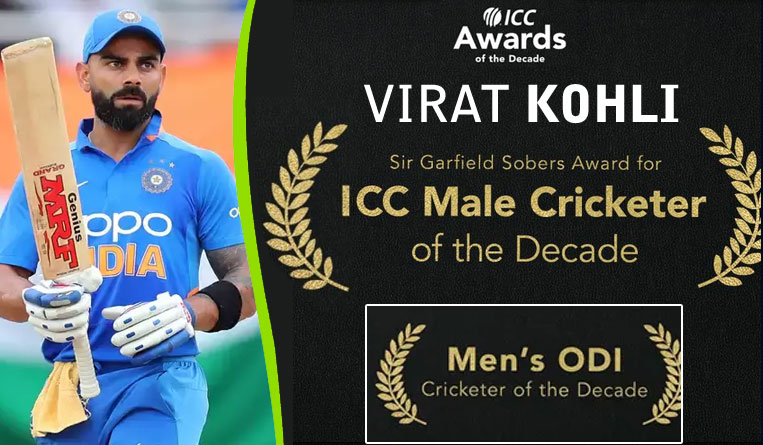 GRAND
MRF
Genius
oppo
INDIA
ICC
Awards
of the Decade
VIRAT KOHLI
Sir Garfield Sobers Award for
ICC Male Cricketer
of the Decade
Men's ODI
Cricketer of the Decade